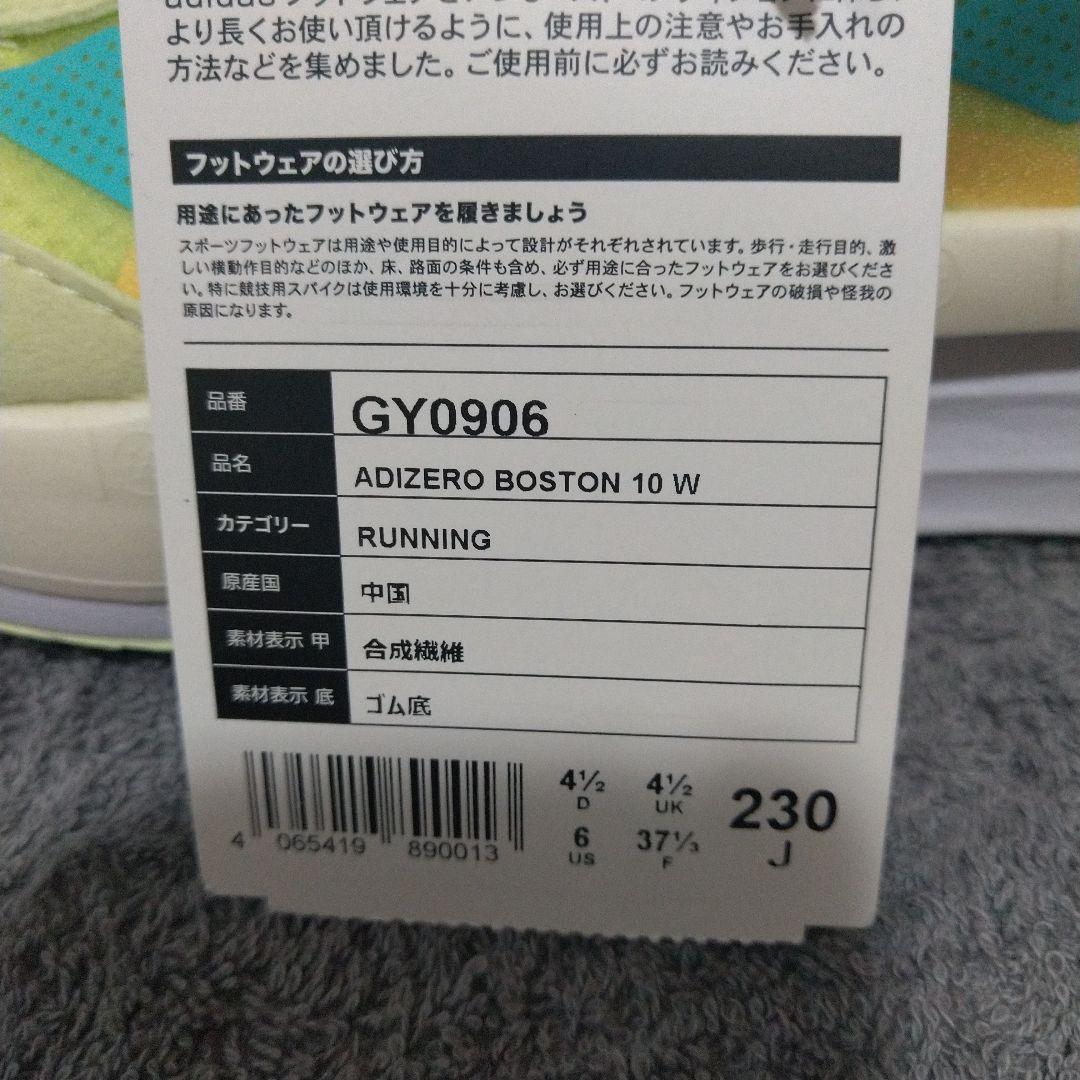 より長くお使い頂けるように、使用上の注意やお手入れの
方法などを集めました。ご使用前に必ずお読みください。
フットウェアの選び方
用途にあったフットウェアを履きましょう
スポーツフットウェアは用途や使用目的によって設計がそれぞれされています。歩行・走行目的、激
しい横動作目的などのほか、床、路面の条件も含め、必ず用途に合ったフットウェアをお選びくださ
い。特に競技用スパイクは使用環境を十分に考慮し、お選びください。フットウェアの破損や怪我の
原因になります。
品番 GY0906
品名 ADIZERO BOSTON 10 W
カテゴリー RUNNING
原産国 中国
素材表示 甲 合成繊維
素材表示 底 ゴム底
4½ 4½ 230
D UK
6 37⅓ J
US F
4 065419 890013